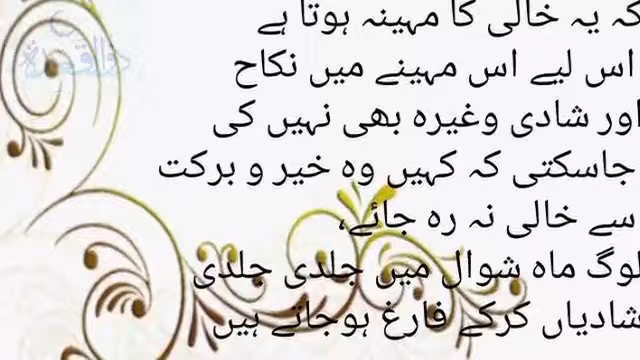 کہ یہ خالی کا مہینہ ہوتا ہے
اس لیے اس مہینے میں نکاح
اور شادی وغیرہ بھی نہیں کی
جاسکتی کہ کہیں وہ خیر و برکت
سے خالی نہ رہ جائے،
لوگ ماہ شوال میں جلدی جلدی
شادیاں کرکے فارغ ہوجاتے ہیں